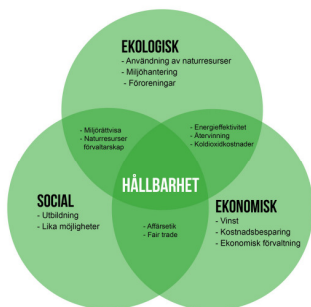 EKOLOGISK
- Användning av naturresurser
- Miljöhantering
- Föroreningar
- Miljörättvisa
- Naturresurser
förvaltarskap
- Energieffektivitet
- Återvinning
- Koldioxidkostnader
HÅLLBARHET
SOCIAL
- Utbildning
- Lika möjligheter
- Affärsetik
- Fair trade
EKONOMISK
- Vinst
- Kostnadsbesparing
- Ekonomisk förvaltning